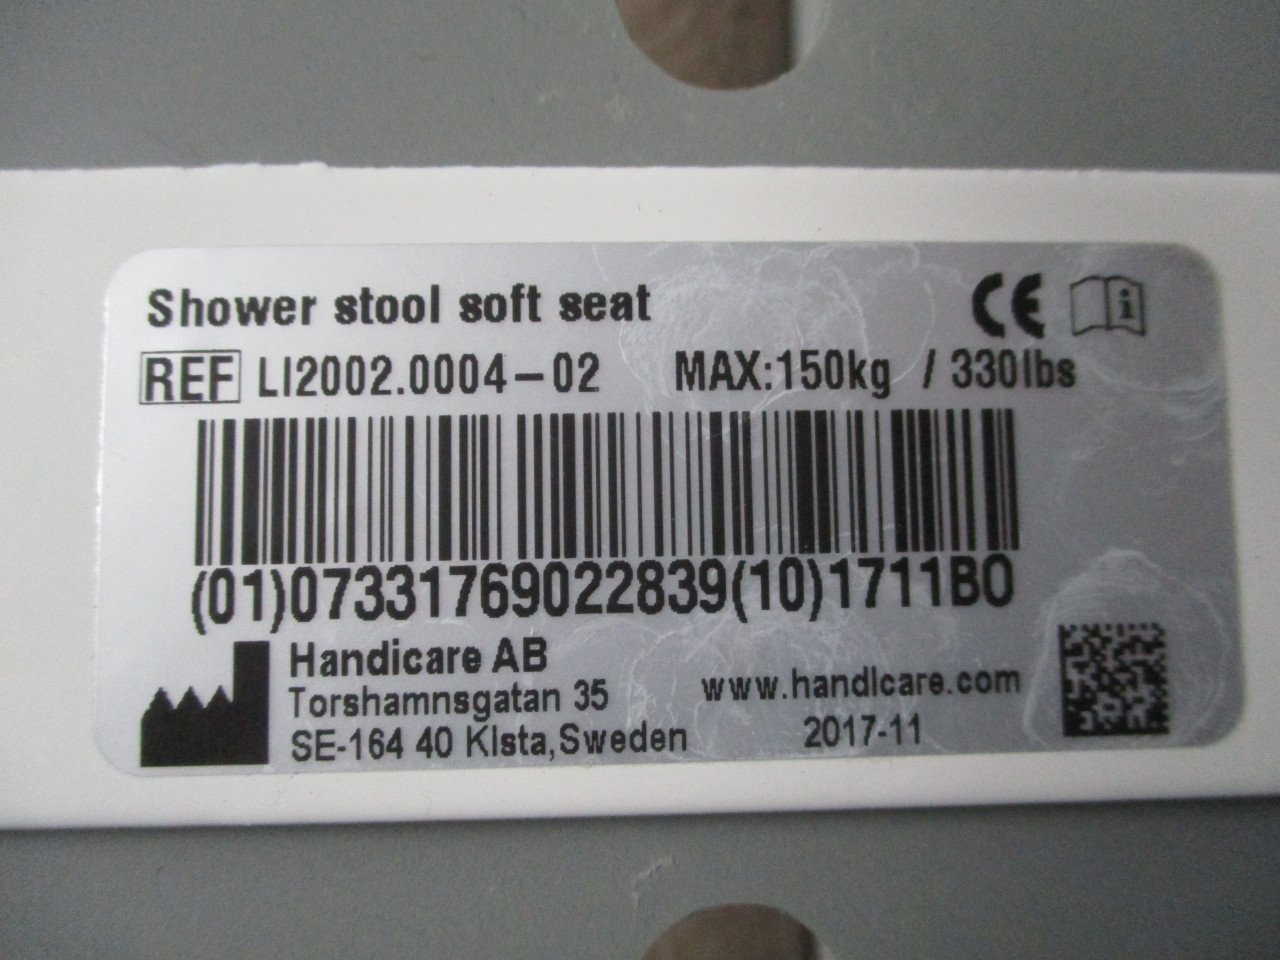 Shower stool soft seat CE i
REF LI2002.0004-02 MAX:150kg / 330lbs
(01)07331769022839(10)1711B0
Handicare AB
Torshamnsgatan 35
www.handicare.com
SE-164 40 Kista, Sweden
2017-11